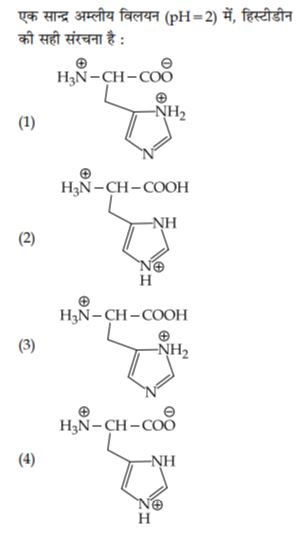 एक सान्द्र अम्लीय विलयन (pH=2) में, हिस्टीडीन
की सही संरचना है :
⊕ ⊖
H₃N−CH−COO
⊕
NH₂
(1)
N
⊕
H₃N−CH−COOH
NH
(2)
N⊕
H
⊕
H₃N−CH−COOH
⊕
(3)
NH₂
N
⊕ ⊖
H₃N−CH−COO
(4)
NH
N⊕
H